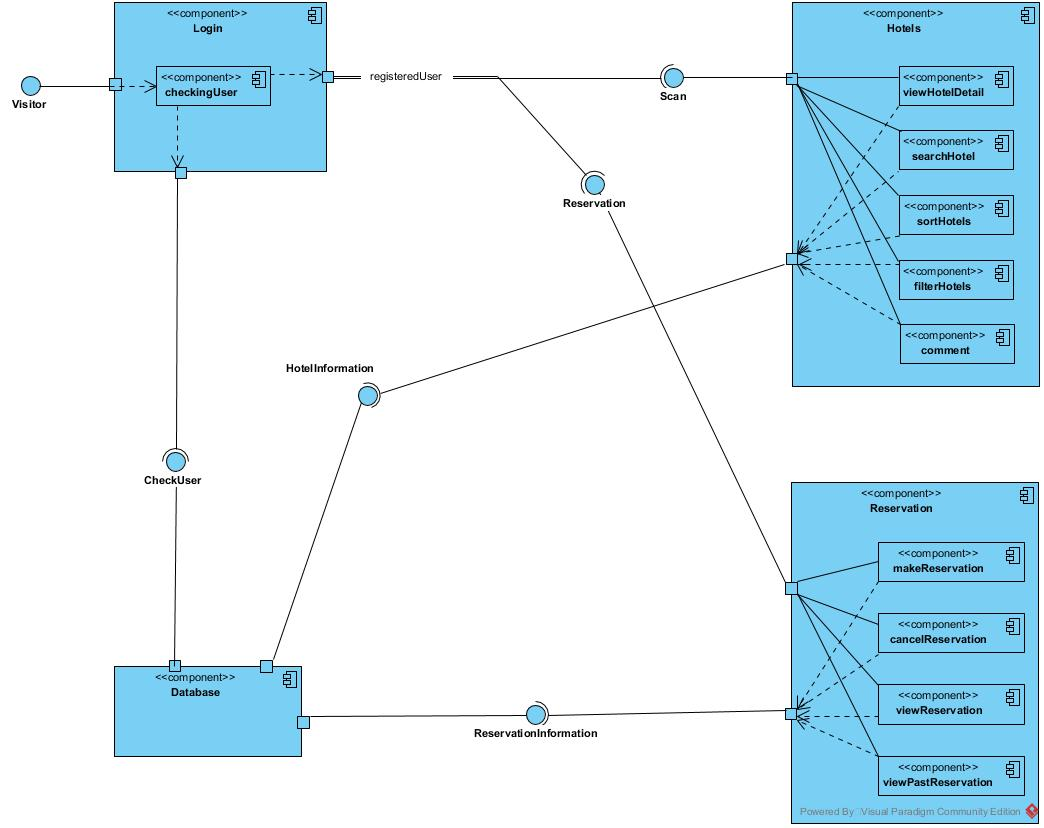 <<component>>
Login
<<component>>
checkingUser
Visitor
registeredUser
Scan
<<component>>
Hotels
<<component>>
viewHotelDetail
<<component>>
searchHotel
<<component>>
sortHotels
<<component>>
filterHotels
<<component>>
comment
Reservation
HotelInformation
CheckUser
<<component>>
Database
ReservationInformation
<<component>>
Reservation
<<component>>
makeReservation
<<component>>
cancelReservation
<<component>>
viewReservation
<<component>>
viewPastReservation
Powered By Visual Paradigm Community Edition